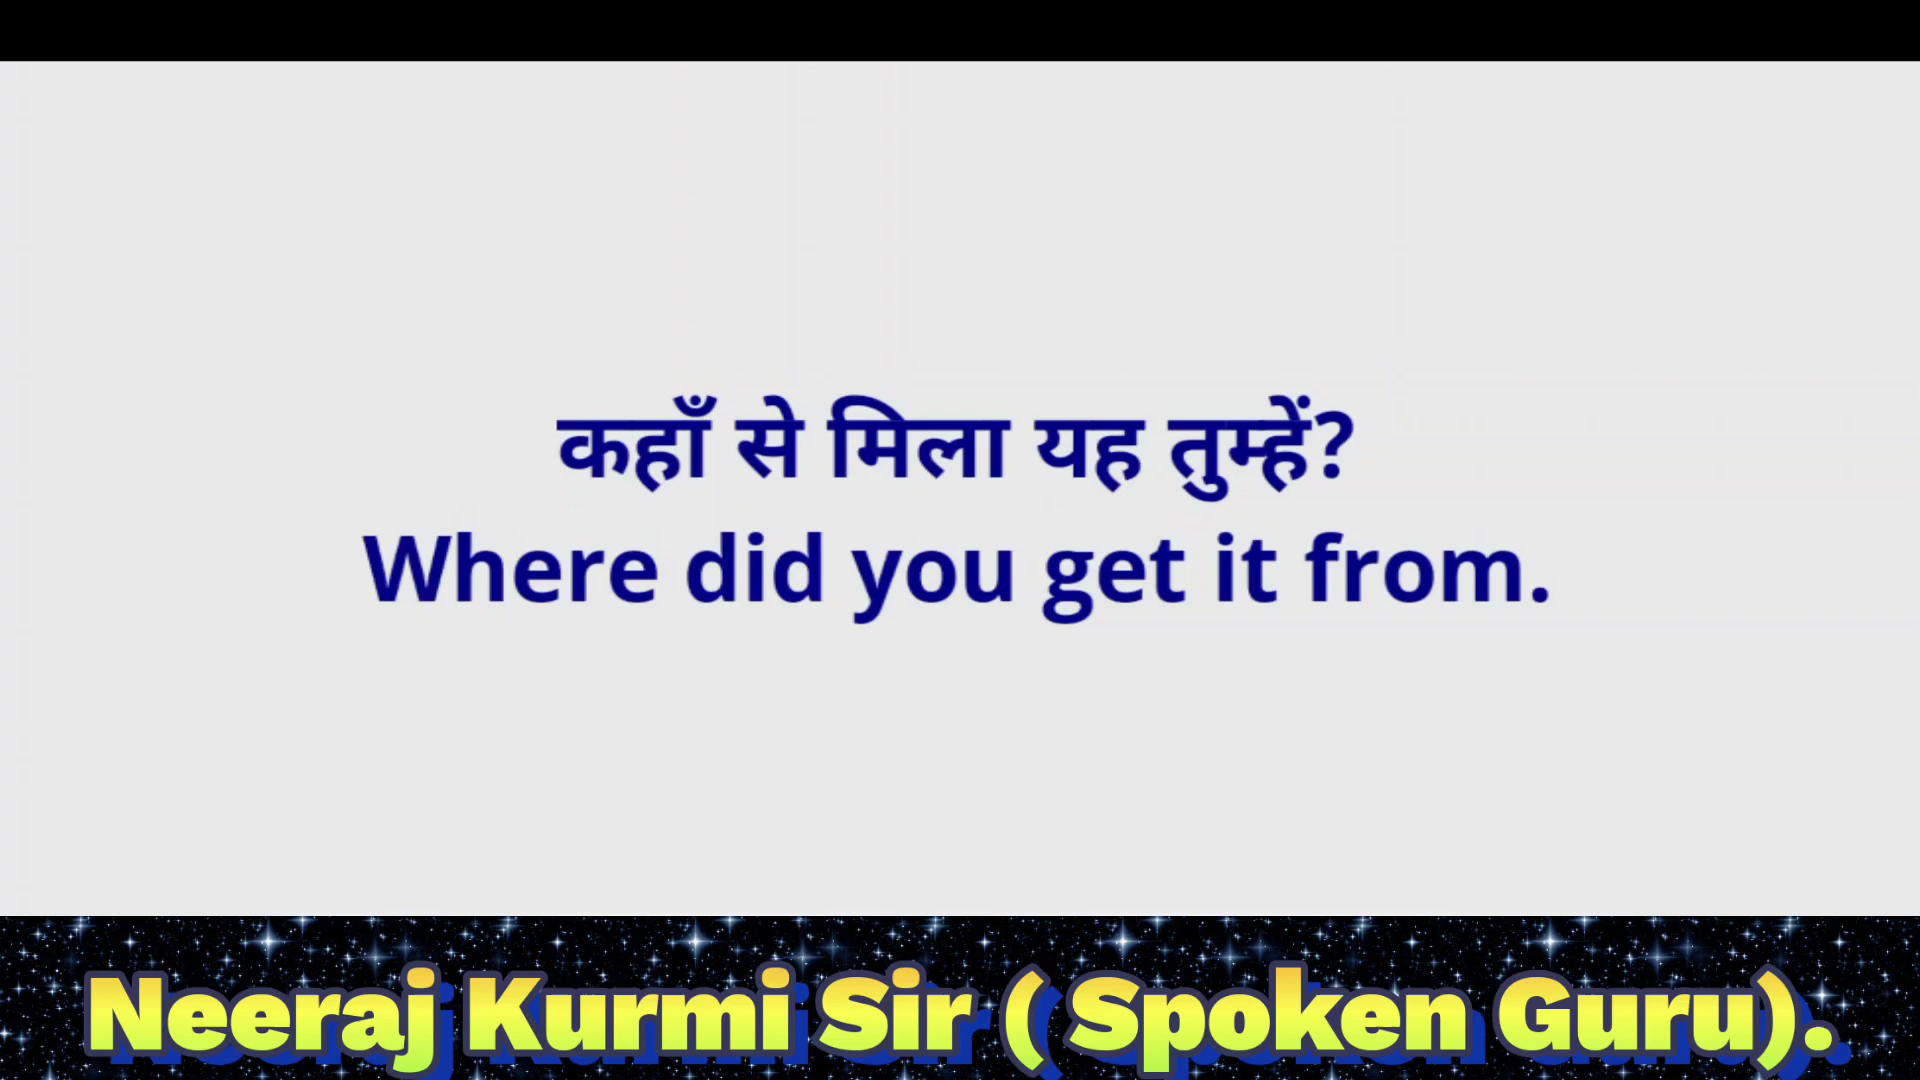 कहाँ से मिला यह तुम्हें?
Where did you get it from.
Neeraj Kurmi Sir ( Spoken Guru).